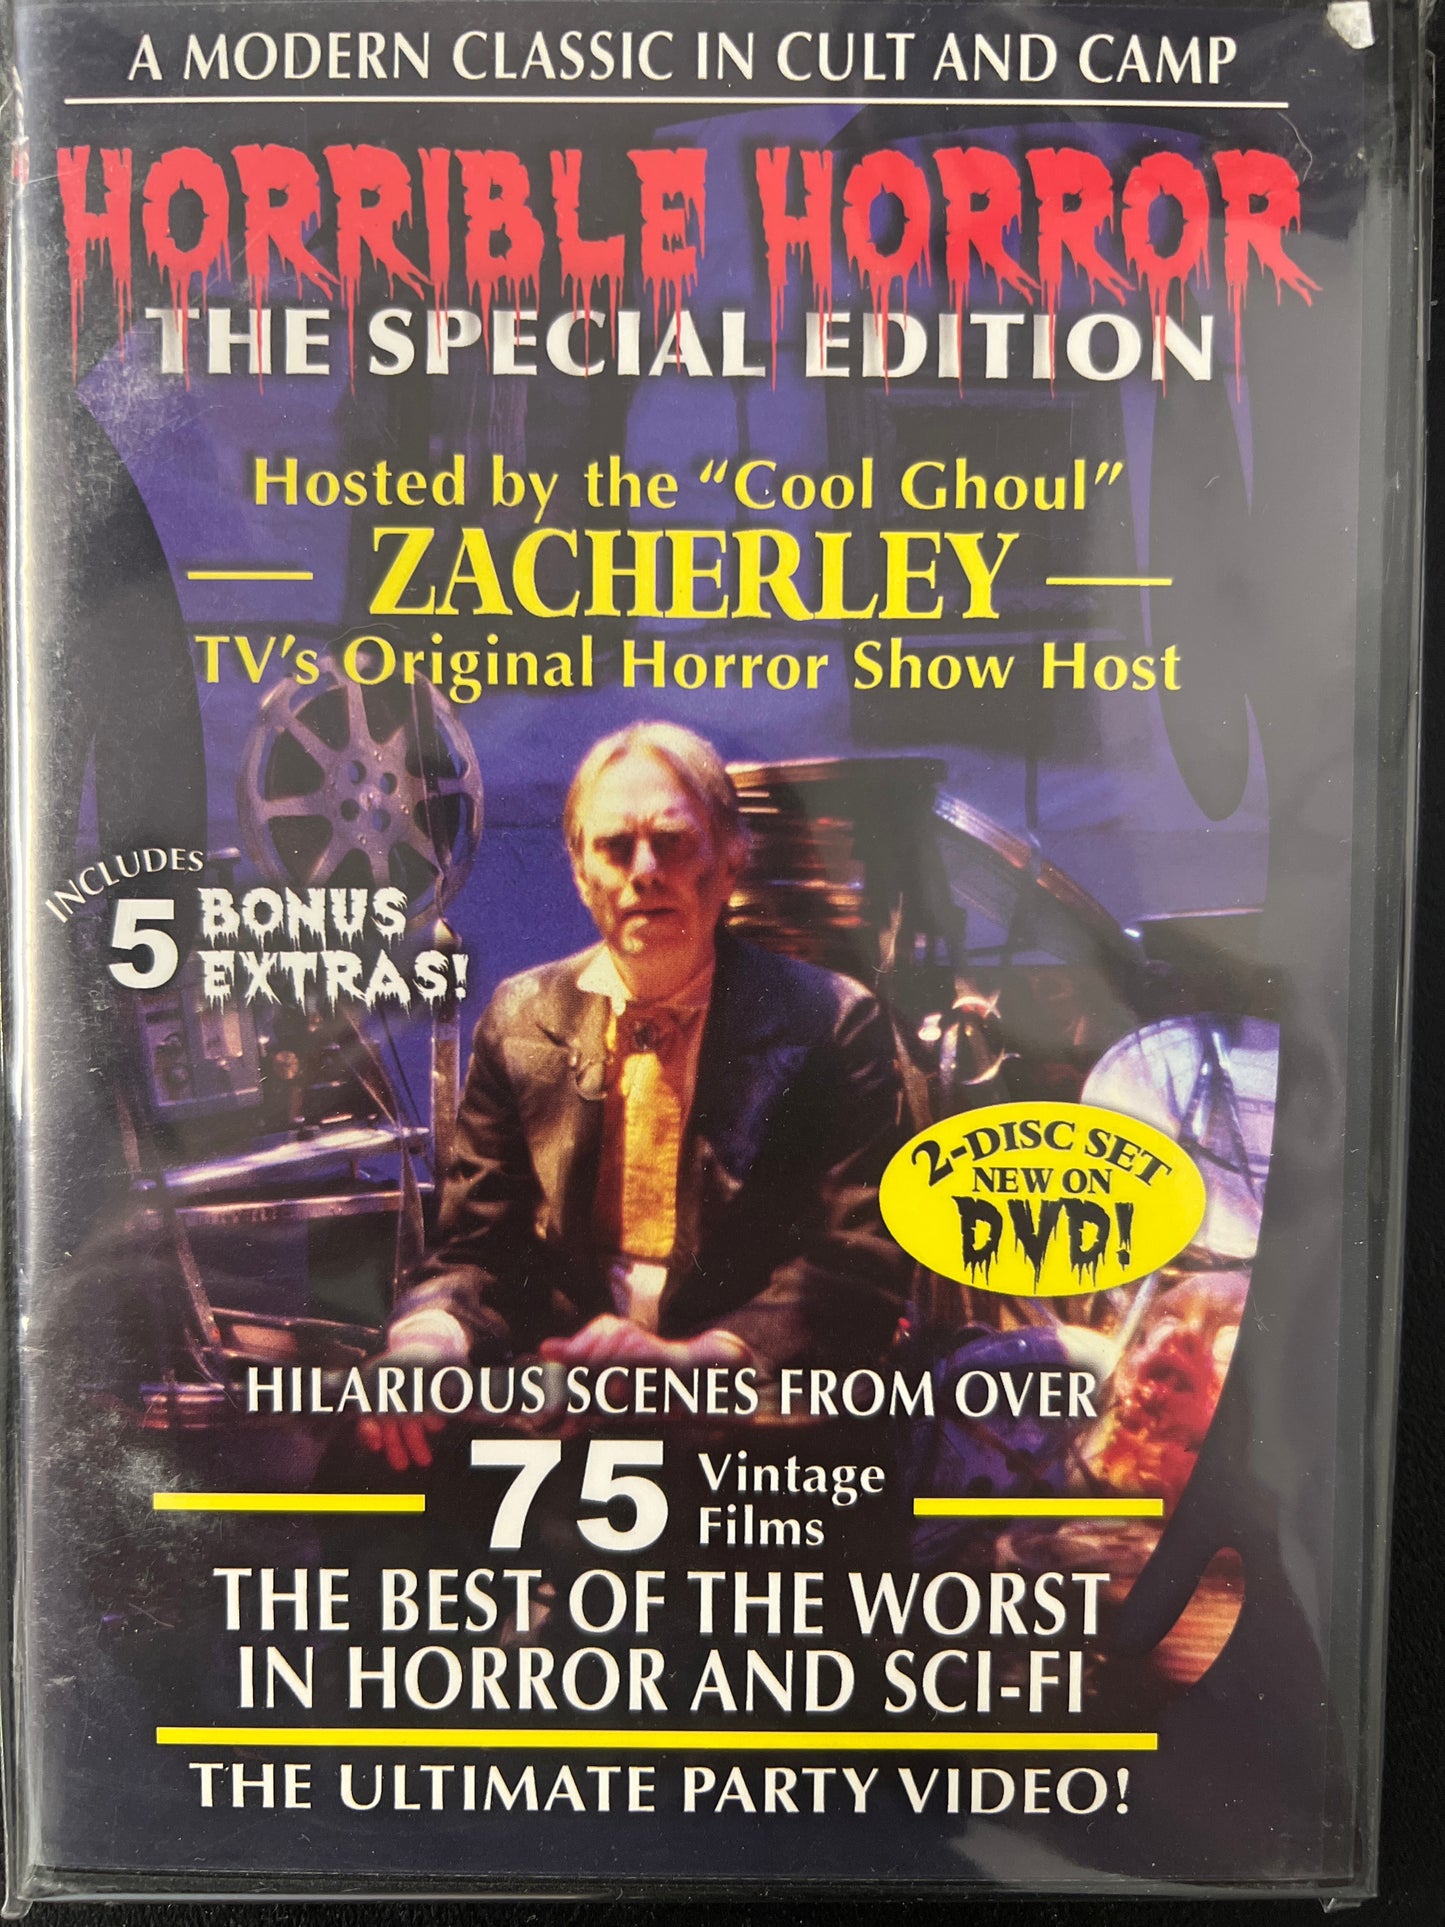 A MODERN CLASSIC IN CULT AND CAMP
HORRIBLE HORROR
THE SPECIAL EDITION
Hosted by the “Cool Ghoul”
ZACHERLEY
TV’s Original Horror Show Host
INCLUDES
5 BONUS
EXTRAS!
2-DISC SET
NEW ON
DVD!
HILARIOUS SCENES FROM OVER
75 Vintage
Films
THE BEST OF THE WORST
IN HORROR AND SCI-FI
THE ULTIMATE PARTY VIDEO!